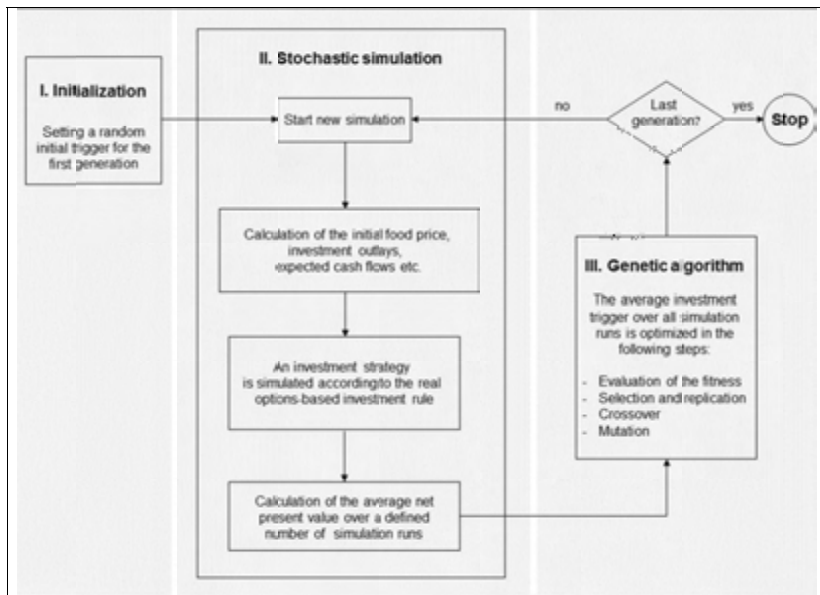 I. Initialization
Setting a random
initial trigger for the
first generation
II. Stochastic simulation
Start new simulation
Calculation of the initial food price,
investment outlays,
expected cash flows etc.
An investment strategy
is simulated according to the real
options-based investment rule
Calculation of the average net
present value over a defined
number of simulation runs
no
Last
generation?
yes
Stop
III. Genetic algorithm
The average investment
trigger over all simulation
runs is optimized in the
following steps:
- Evaluation of the fitness
- Selection and replication
- Crossover
- Mutation